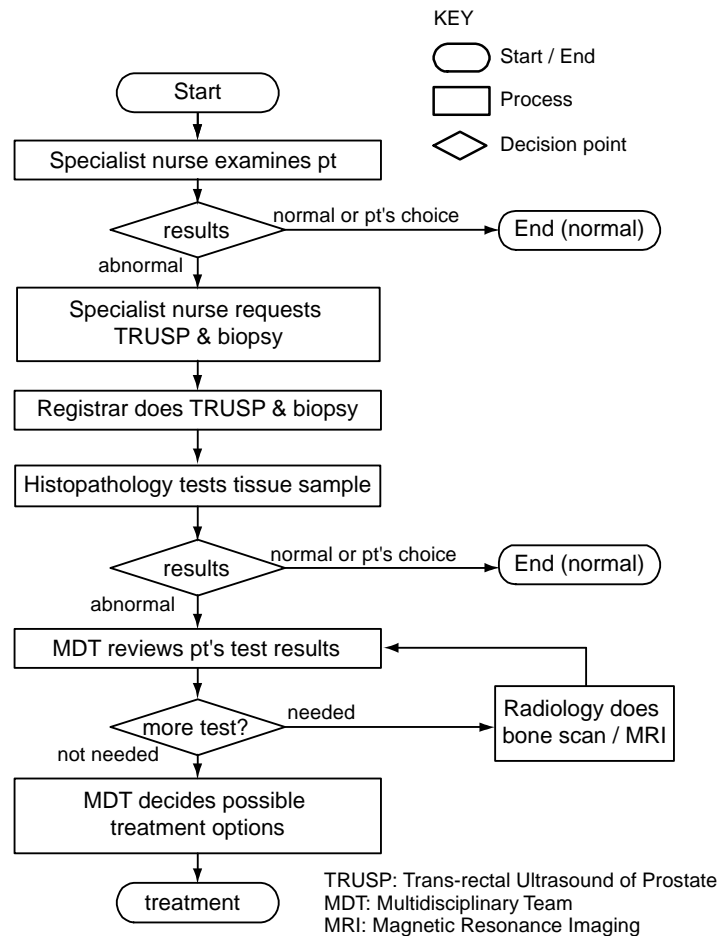 KEY
Start / End
Process
Decision point
Start
Specialist nurse examines pt
results
normal or pt's choice
End (normal)
abnormal
Specialist nurse requests
TRUSP & biopsy
Registrar does TRUSP & biopsy
Histopathology tests tissue sample
results
normal or pt's choice
End (normal)
abnormal
MDT reviews pt's test results
more test?
needed
Radiology does
bone scan / MRI
not needed
MDT decides possible
treatment options
treatment
TRUSP: Trans-rectal Ultrasound of Prostate
MDT: Multidisciplinary Team
MRI: Magnetic Resonance Imaging